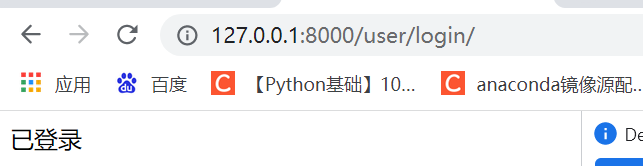 127.0.0.1:8000/user/login/
应用 百度 【Python基础】10... anaconda镜像源配...
已登录 De